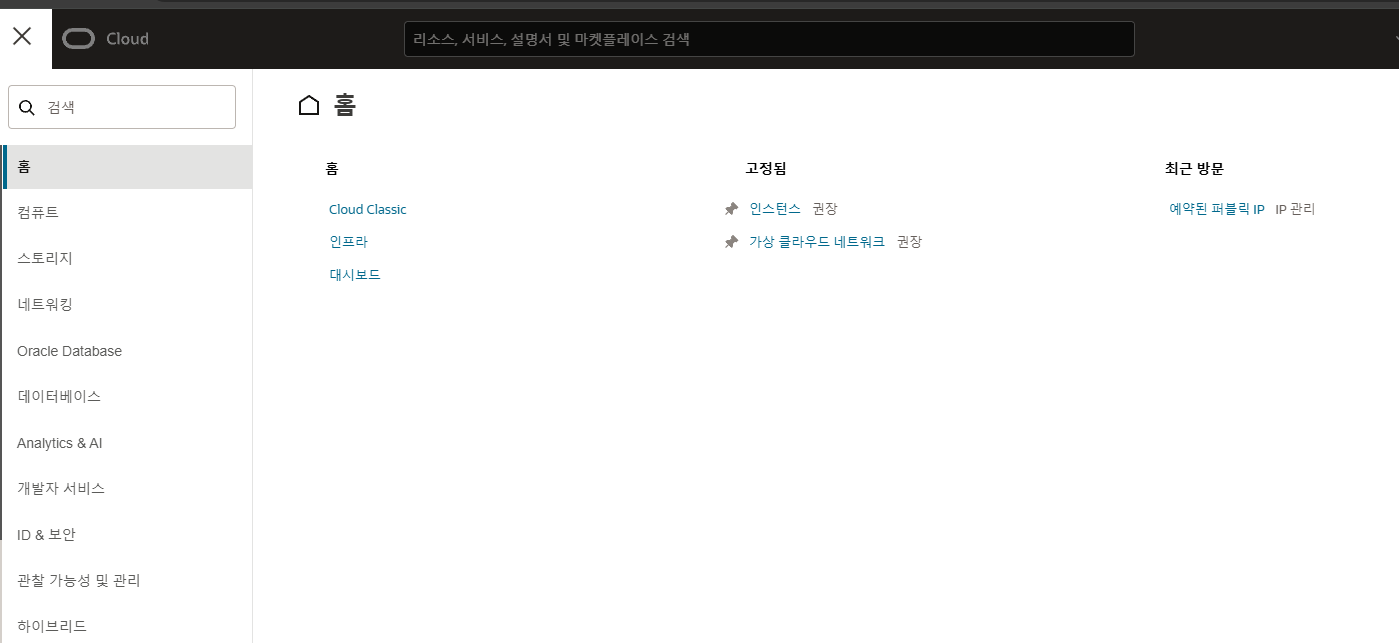 Cloud
리소스, 서비스, 설명서 및 마켓플레이스 검색
검색
홈
컴퓨트
스토리지
네트워킹
Oracle Database
데이터베이스
Analytics & AI
개발자 서비스
ID & 보안
관찰 가능성 및 관리
하이브리드
홈
홈
Cloud Classic
인프라
대시보드
고정됨
인스턴스 권장
가상 클라우드 네트워크 권장
최근 방문
예약된 퍼블릭 IP IP 관리